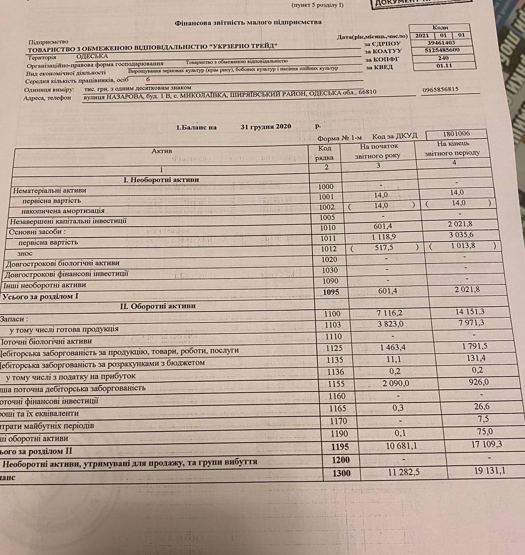 (пункт 5 розділу I)
Фінансова звітність малого підприємства
Коди
Дата(рік,місяць,число) 2021 01 01
Підприємство за ЄДРПОУ 39461403
ТОВАРИСТВО З ОБМЕЖЕНОЮ ВІДПОВІДАЛЬНІСТЮ "УКРЗЕРНО ТРЕЙД"
Територія ОДЕСЬКА за КОАТУУ 5125485600
Організаційно-правова форма господарювання Товариство з обмеженою відповідальністю за КОПФГ 240
Вид економічної діяльності Вирощування зернових культур (крім рису), бобових культур і насіння олійних культур за КВЕД 01.11
Середня кількість працівників, осіб 6
Одиниця виміру: тис. грн. з одним десятковим знаком
Адреса, телефон вулиця НАЗАРОВА, буд. 1 В, с. МИКОЛАЇВКА, ШИРЯЇВСЬКИЙ РАЙОН, ОДЕСЬКА обл., 66810 0965856815
1.Баланс на 31 грудня 2020 р.
Форма № 1-м Код за ДКУД 1801006
Актив Код рядка На початок звітного року На кінець звітного періоду
1 2 3 4
I. Необоротні активи
Нематеріальні активи 1000 - -
первісна вартість 1001 14,0 14,0
накопичена амортизація 1002 ( 14,0 ) ( 14,0 )
Незавершені капітальні інвестиції 1005 - -
Основні засоби : 1010 601,4 2 021,8
первісна вартість 1011 1 118,9 3 035,6
знос 1012 ( 517,5 ) ( 1 013,8 )
Довгострокові біологічні активи 1020 - -
Довгострокові фінансові інвестиції 1030 - -
Інші необоротні активи 1090 - -
Усього за розділом I 1095 601,4 2 021,8
II. Оборотні активи
Запаси : 1100 7 116,2 14 151,3
у тому числі готова продукція 1103 3 823,0 7 971,3
Поточні біологічні активи 1110 - -
дебіторська заборгованість за продукцію, товари, роботи, послуги 1125 1 463,4 1 791,5
дебіторська заборгованість за розрахунками з бюджетом 1135 11,1 131,4
у тому числі з податку на прибуток 1136 0,2 0,2
ша поточна дебіторська заборгованість 1155 2 090,0 926,0
оточні фінансові інвестиції 1160 - -
роші та їх еквіваленти 1165 0,3 26,6
трати майбутніх періодів 1170 - 7,5
ші оборотні активи 1190 0,1 75,0
ього за розділом II 1195 10 681,1 17 109,3
Необоротні активи, утримувані для продажу, та групи вибуття 1200 - -
ланс 1300 11 282,5 19 131,1